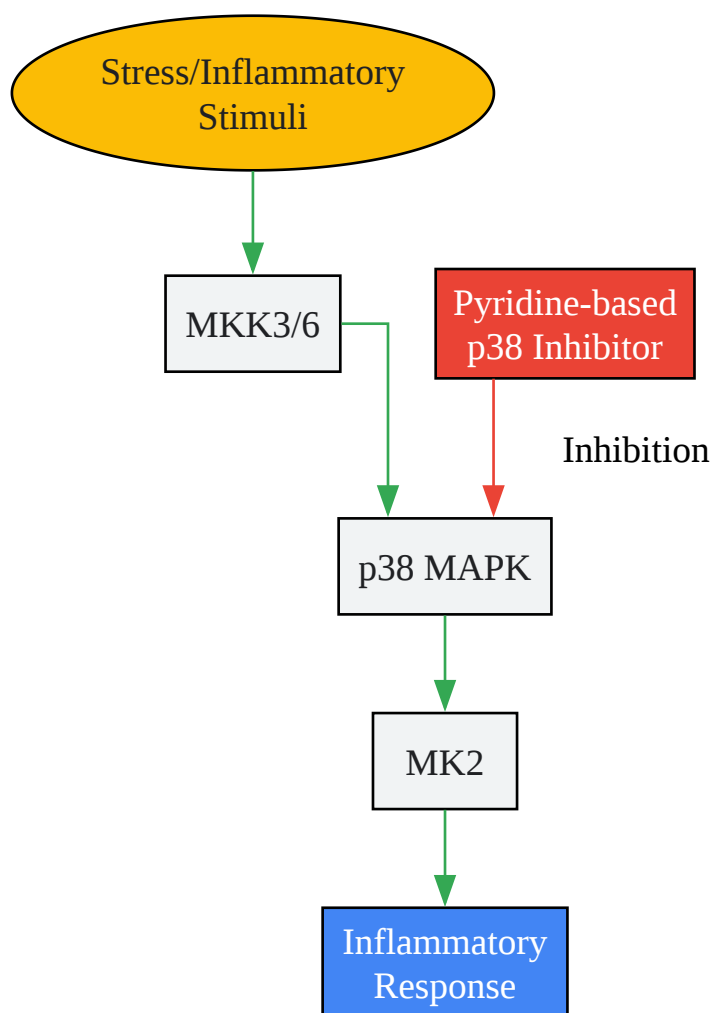 Stress/Inflammatory
Stimuli
MKK3/6
Pyridine-based
p38 Inhibitor
Inhibition
p38 MAPK
MK2
Inflammatory
Response